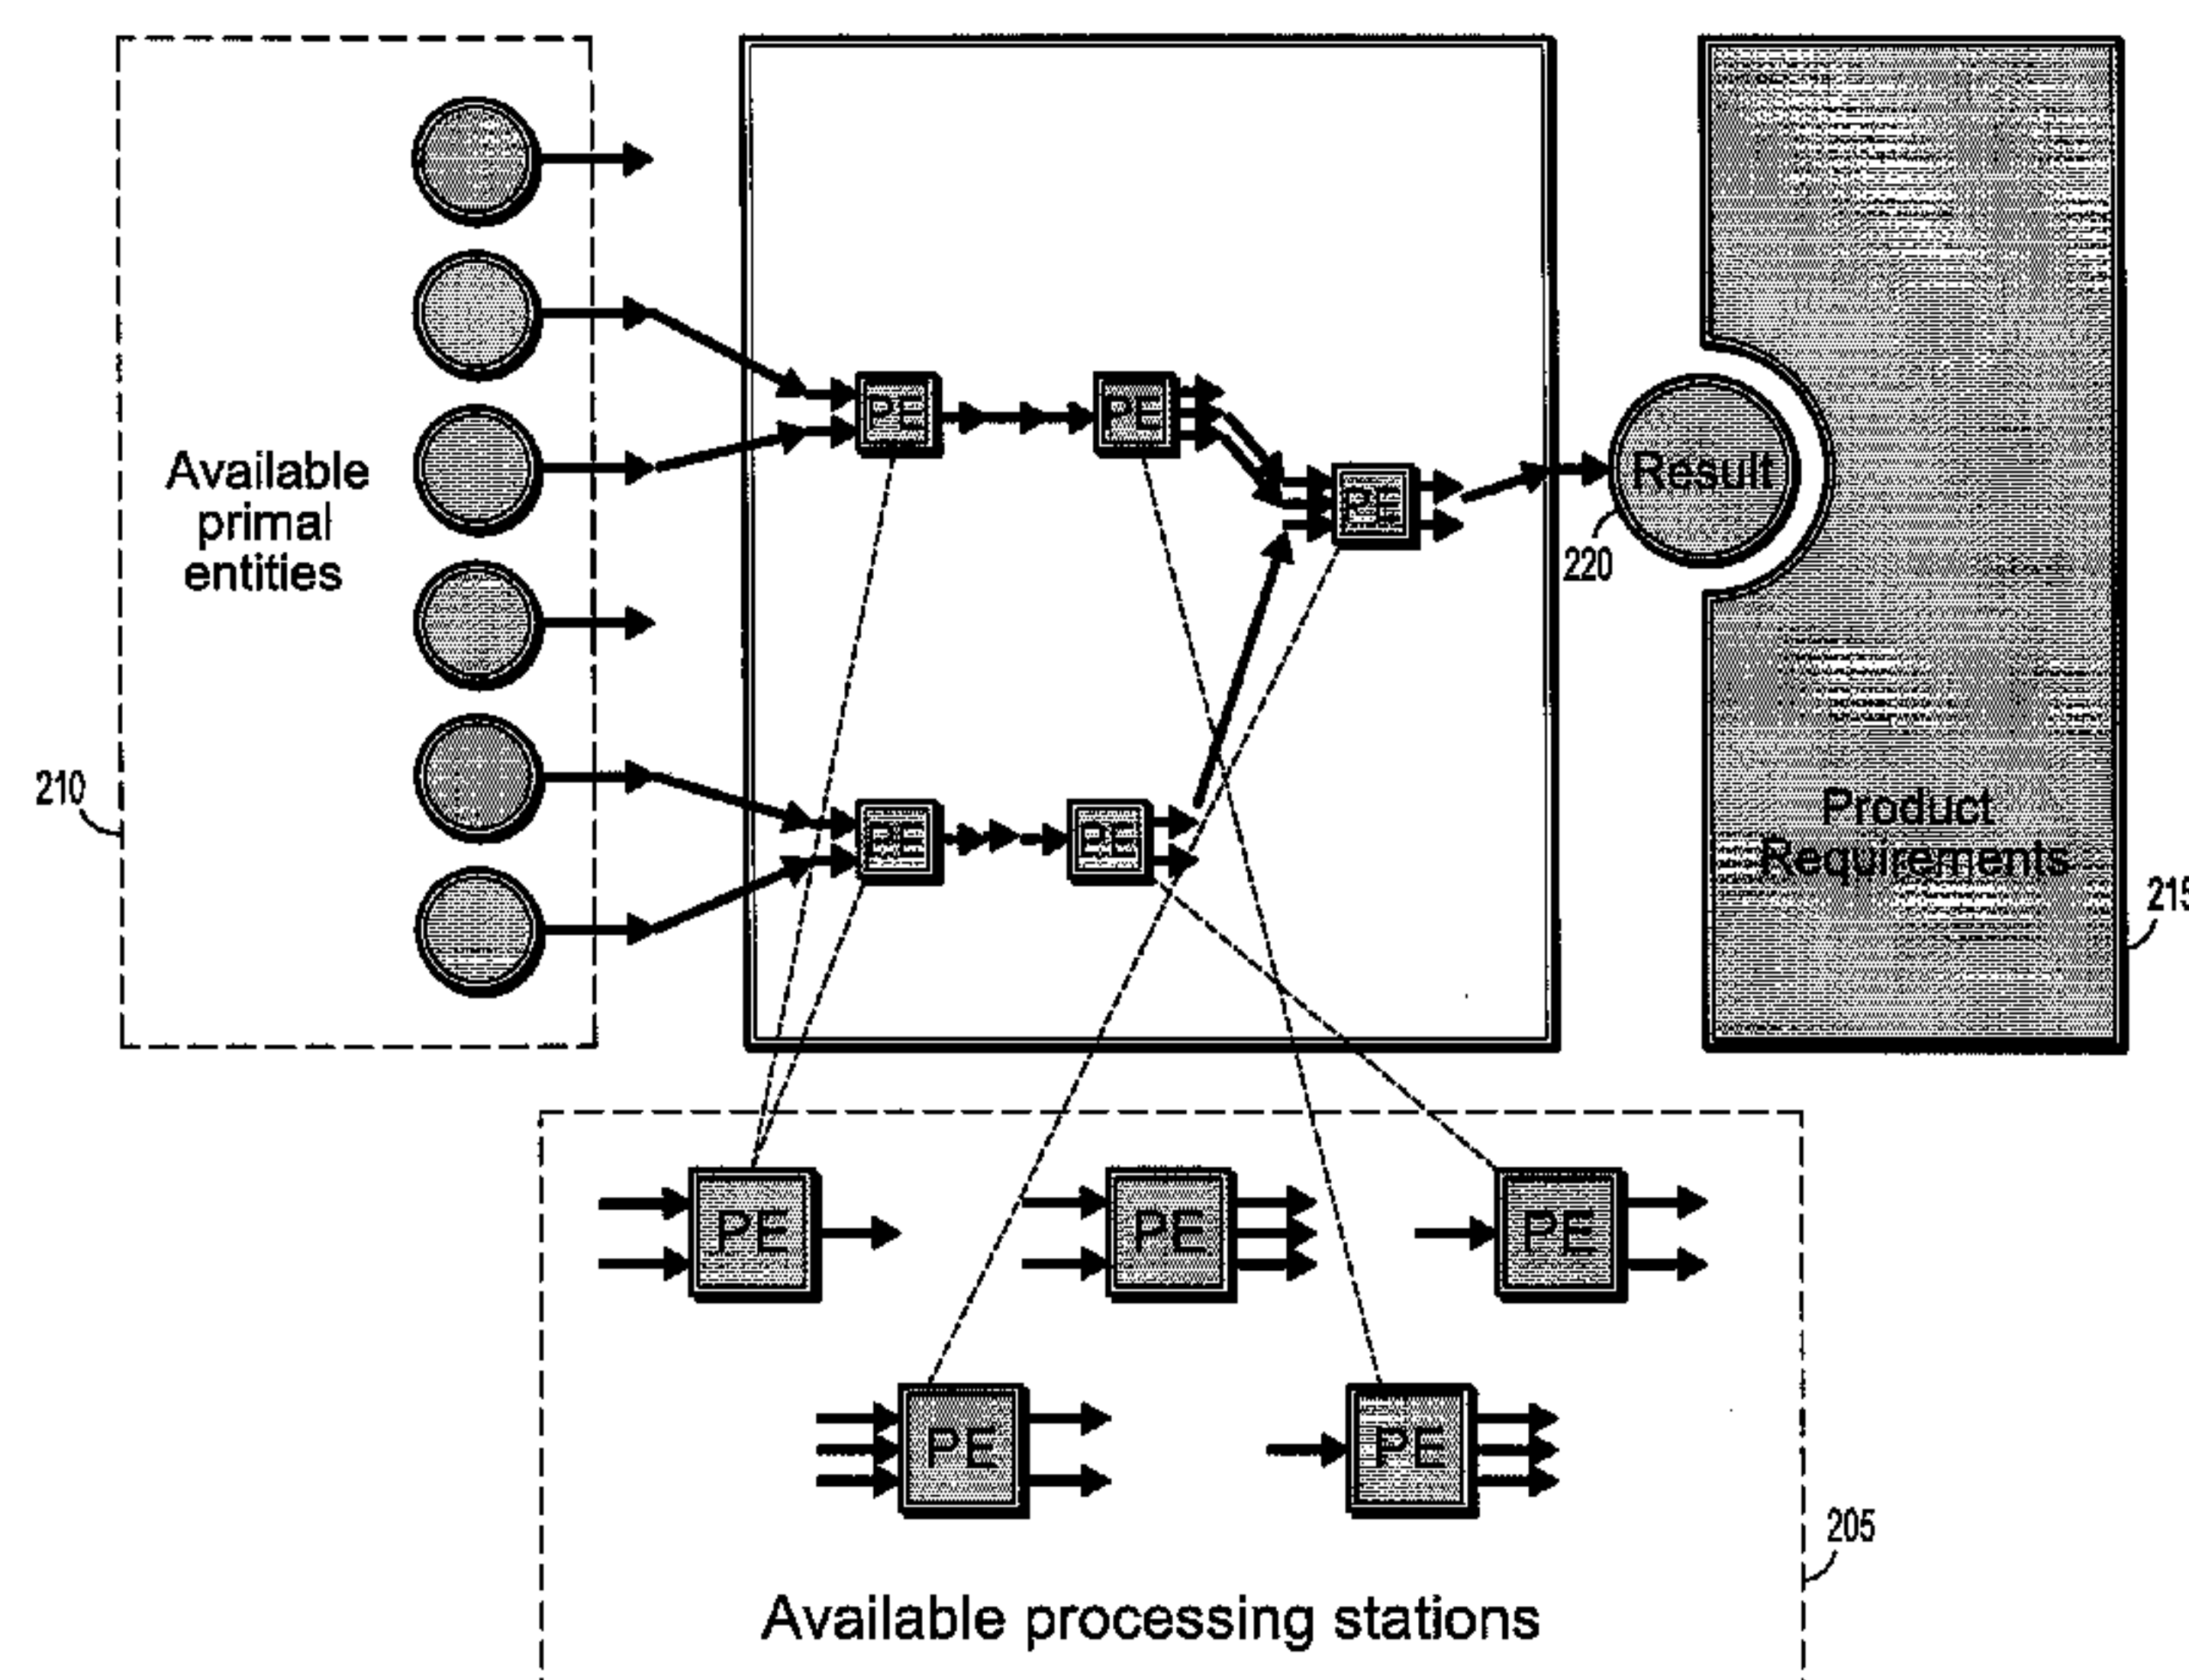 Available
primal
entities
PE
PE
PE
Result
220
PE
PE
210
Product
Requirements
215
PE
PE
PE
PE
PE
205
Available processing stations